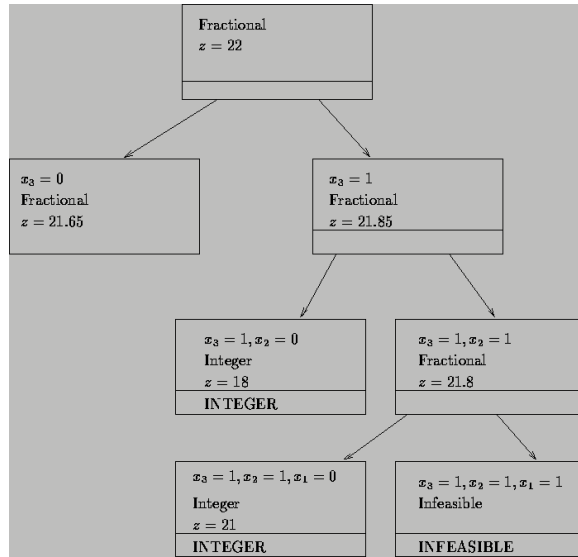 Fractional
z = 22
x₃ = 0
Fractional
z = 21.65
x₃ = 1
Fractional
z = 21.85
x₃ = 1, x₂ = 0
Integer
z = 18
INTEGER
x₃ = 1, x₂ = 1
Fractional
z = 21.8
x₃ = 1, x₂ = 1, x₁ = 0
Integer
z = 21
INTEGER
x₃ = 1, x₂ = 1, x₁ = 1
Infeasible
INFEASIBLE